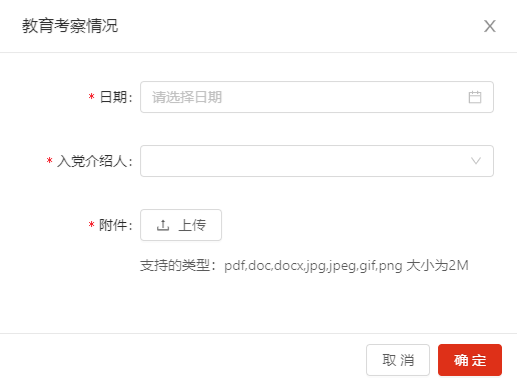 教育考察情况
* 日期: 请选择日期
* 入党介绍人:
* 附件: 上传
支持的类型: pdf,doc,docx,jpg,jpeg,gif,png 大小为2M
取 消 确 定